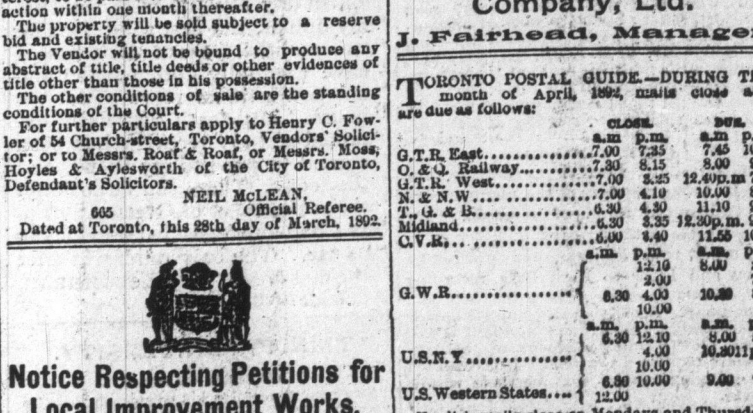 action within one month thereafter.
The property will be sold subject to a reserve
bid and existing tenancies.
The Vendor will not be bound to produce any
abstract of title, title deeds or other evidences of
title other than those in his possession.
The other conditions of sale are the standing
conditions of the Court.
For further particulars apply to Henry C. Fow-
ler of 54 Church-street, Toronto, Vendors' Solici-
tor; or to Messrs. Roaf & Roaf, or Messrs. Moss,
Hoyles & Aylesworth of the City of Toronto,
Defendant's Solicitors.
NEIL McLEAN,
665 Official Referee.
Dated at Toronto, this 28th day of March, 1892.
Notice Respecting Petitions for
Local Improvement Works.
Company, Ltd.
J. Fairhead, Manager
TORONTO POSTAL GUIDE.—DURING
month of April, 1892, mails close
are due as follows:
CLOSE. DUE.
a.m p.m. a.m
G.T.R. East 7.00 7.35 7.45
O. & Q. Railway 7.30 8.15 8.00
G.T.R. West 7.00 3.25 12.40p.m
N. & N.W 7.00 4.10 10.00
T., G. & B 6.30 4.30 11.10
Midland 6.30 3.35 12.30p.m.
C.V.R 6.00 3.40 11.55
a.m. p.m. a.m. p
12.10 8.00
2.00
G.W.R 6.30 4.00
10.00
a.m. p.m. a.m.
6.30 12.10 8.00
U.S.N.Y 4.00
10.00
6.30 10.00 9.00
U.S. Western States 12.00